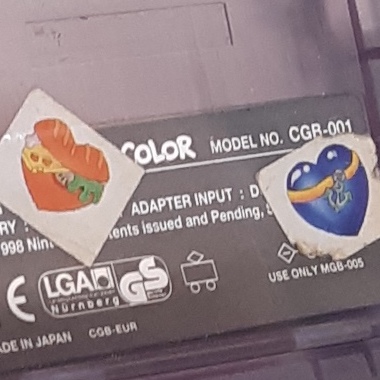 COLOR MODEL NO. CGB-001
RY : ADAPTER INPUT : D
998 Nin ents issued and Pending,
LGA GS
Nürnberg
USE ONLY MGB-005
ADE IN JAPAN CGB-EUR